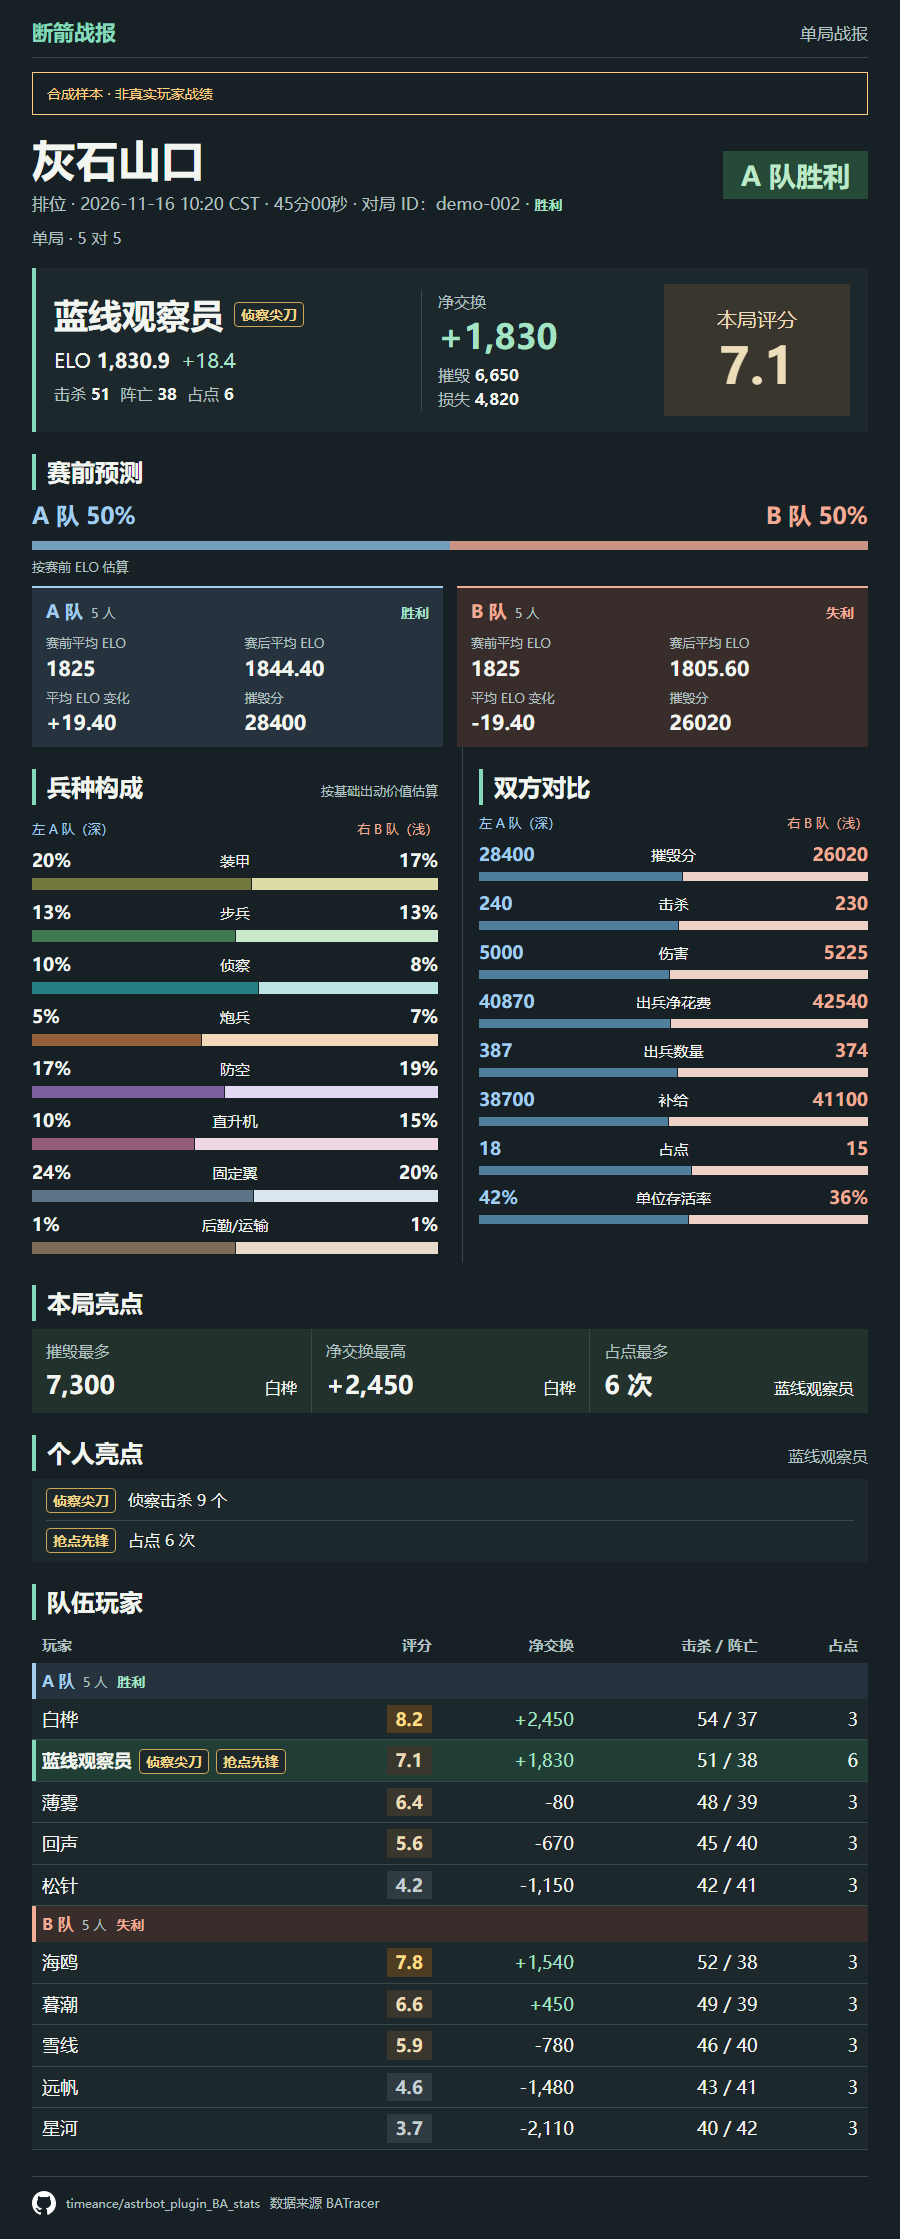 断箭战报 单局战报
合成样本 · 非真实玩家战绩
灰石山口 A 队胜利
排位 · 2026-11-16 10:20 CST · 45分00秒 · 对局 ID：demo-002 · 胜利
单局 · 5 对 5
蓝线观察员 侦察尖刀
ELO 1,830.9 +18.4
击杀 51 阵亡 38 占点 6
净交换
+1,830
摧毁 6,650
损失 4,820
本局评分
7.1
赛前预测
A 队 50% B 队 50%
按赛前 ELO 估算
A 队 5 人 胜利
赛前平均 ELO 赛后平均 ELO
1825 1844.40
平均 ELO 变化 摧毁分
+19.40 28400
B 队 5 人 失利
赛前平均 ELO 赛后平均 ELO
1825 1805.60
平均 ELO 变化 摧毁分
-19.40 26020
兵种构成 按基础出动价值估算
左 A 队（深） 右 B 队（浅）
20% 装甲 17%
13% 步兵 13%
10% 侦察 8%
5% 炮兵 7%
17% 防空 19%
10% 直升机 15%
24% 固定翼 20%
1% 后勤/运输 1%
双方对比
左 A 队（深） 右 B 队（浅）
28400 摧毁分 26020
240 击杀 230
5000 伤害 5225
40870 出兵净花费 42540
387 出兵数量 374
38700 补给 41100
18 占点 15
42% 单位存活率 36%
本局亮点
摧毁最多
7,300 白桦
净交换最高
+2,450 白桦
占点最多
6 次 蓝线观察员
个人亮点 蓝线观察员
侦察尖刀 侦察击杀 9 个
抢点先锋 占点 6 次
队伍玩家
玩家 评分 净交换 击杀 / 阵亡 占点
A 队 5 人 胜利
白桦 8.2 +2,450 54 / 37 3
蓝线观察员 侦察尖刀 抢点先锋 7.1 +1,830 51 / 38 6
薄雾 6.4 -80 48 / 39 3
回声 5.6 -670 45 / 40 3
松针 4.2 -1,150 42 / 41 3
B 队 5 人 失利
海鸥 7.8 +1,540 52 / 38 3
暮潮 6.6 +450 49 / 39 3
雪线 5.9 -780 46 / 40 3
远帆 4.6 -1,480 43 / 41 3
星河 3.7 -2,110 40 / 42 3
timeance/astrbot_plugin_BA_stats 数据来源 BATracer